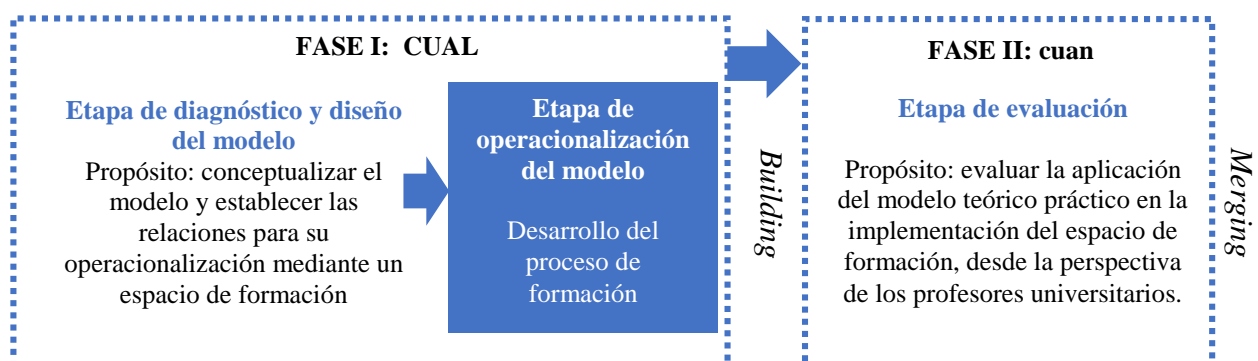 FASE I: CUAL
Etapa de diagnóstico y diseño
del modelo
Propósito: conceptualizar el
modelo y establecer las
relaciones para su
operacionalización mediante un
espacio de formación
Etapa de
operacionalización
del modelo
Desarrollo del
proceso de
formación
Building
FASE II: cuan
Etapa de evaluación
Propósito: evaluar la aplicación
del modelo teórico práctico en la
implementación del espacio de
formación, desde la perspectiva
de los profesores universitarios.
Merging